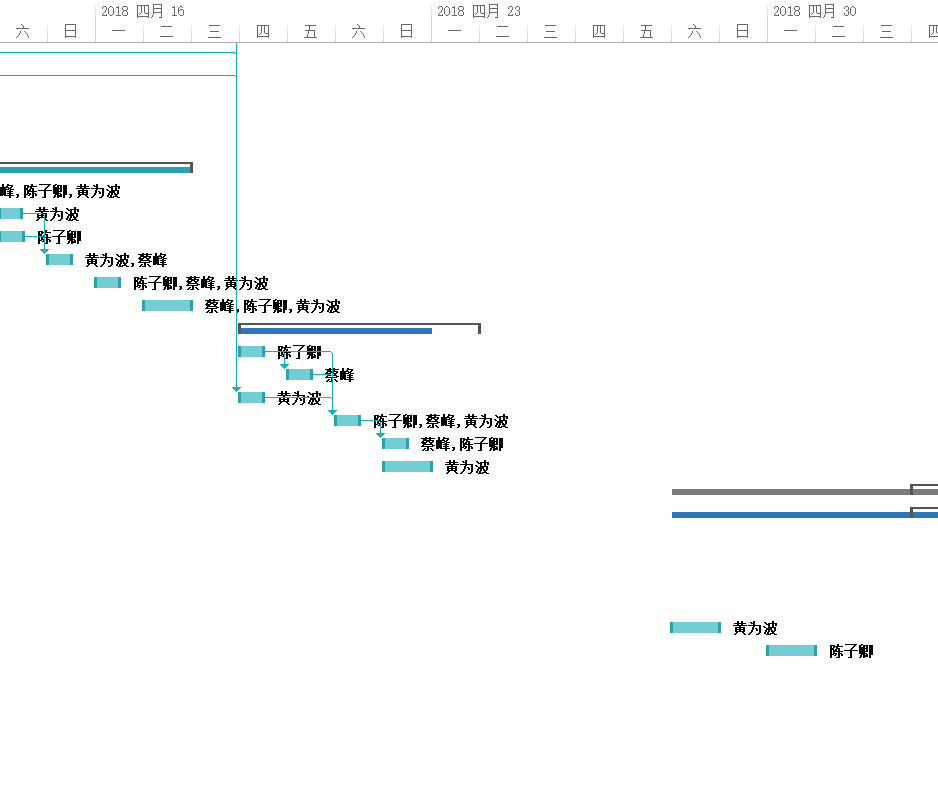 2018 四月 16 2018 四月 23 2018 四月 30
六 日 一 二 三 四 五 六 日 一 二 三 四 五 六 日 一 二 三 四
峰,陈子卿,黄为波
黄为波
陈子卿
黄为波,蔡峰
陈子卿,蔡峰,黄为波
蔡峰,陈子卿,黄为波
陈子卿
蔡峰
黄为波
陈子卿,蔡峰,黄为波
蔡峰,陈子卿
黄为波
黄为波
陈子卿